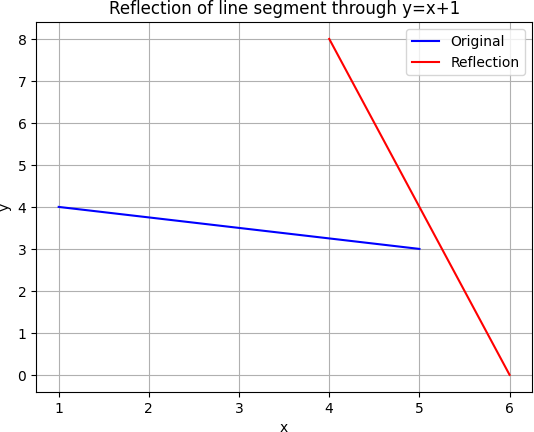 Reflection of line segment through y=x+1
Original
Reflection
8
7
6
5
4
3
2
1
0
y
1 2 3 4 5 6
x